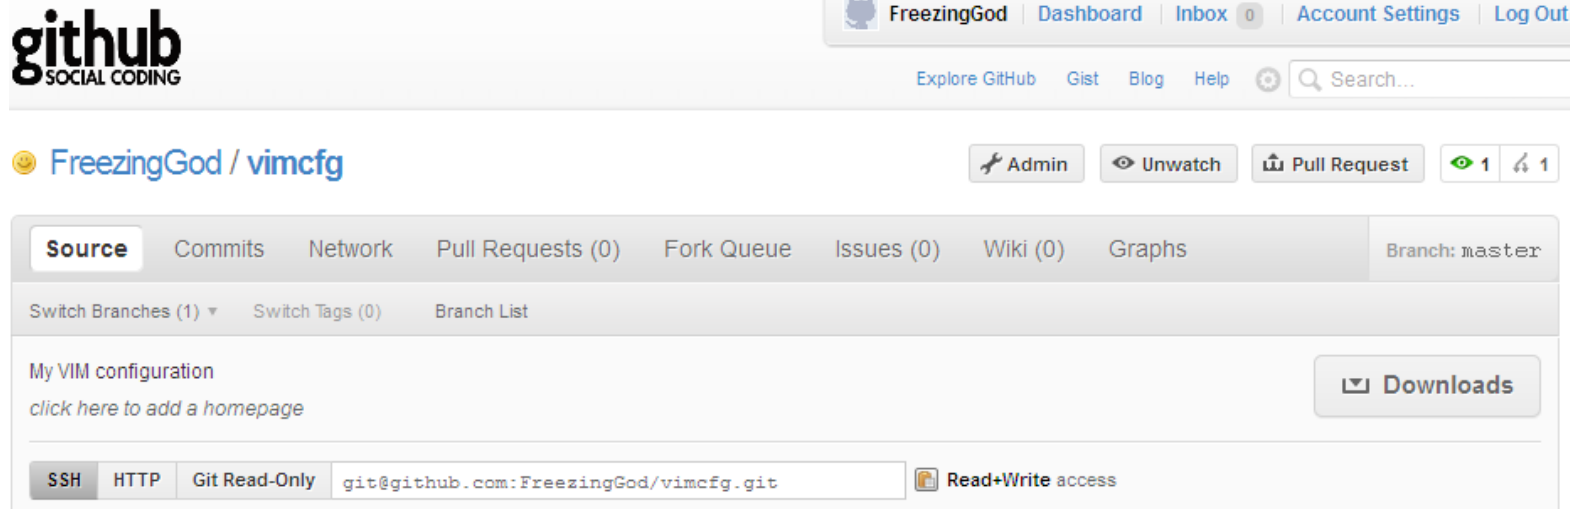 github
SOCIAL CODING
FreezingGod Dashboard Inbox 0 Account Settings Log Out
Explore GitHub Gist Blog Help Search...
FreezingGod / vimcfg
Admin Unwatch Pull Request 1 1
Source Commits Network Pull Requests (0) Fork Queue Issues (0) Wiki (0) Graphs Branch: master
Switch Branches (1) Switch Tags (0) Branch List
My VIM configuration
click here to add a homepage
Downloads
SSH HTTP Git Read-Only git@github.com:FreezingGod/vimcfg.git Read+Write access